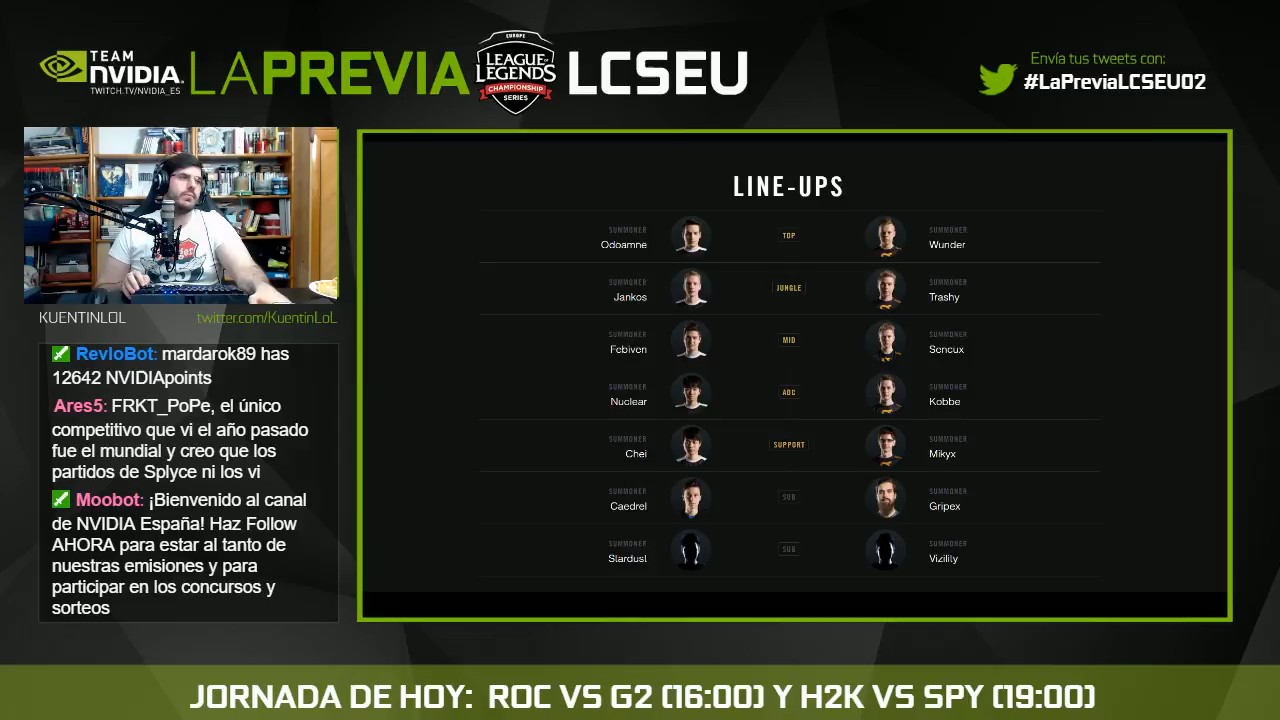 TEAM
NVIDIA.
TWITCH.TV/NVIDIA_ES
LAPREVIA
EUROPE
LEAGUE OF
LEGENDS
CHAMPIONSHIP
SERIES
LCSEU
Envía tus tweets con:
#LaPreviaLCSEU02
KUENTINLOL
twitter.com/KuentinLoL
RevloBot: mardarok89 has
12642 NVIDIApoints
Ares5: FRKT_PoPe, el único
competitivo que vi el año pasado
fue el mundial y creo que los
partidos de Splyce ni los vi
Moobot: ¡Bienvenido al canal
de NVIDIA España! Haz Follow
AHORA para estar al tanto de
nuestras emisiones y para
participar en los concursos y
sorteos
LINE-UPS
SUMMONER SUMMONER
Odoamne TOP Wunder
SUMMONER SUMMONER
Jankos JUNGLE Trashy
SUMMONER SUMMONER
Febiven MID Sencux
SUMMONER SUMMONER
Nuclear ADC Kobbe
SUMMONER SUMMONER
Chei SUPPORT Mikyx
SUMMONER SUMMONER
Caedrel SUB Gripex
SUMMONER SUMMONER
Stardust SUB Vizility
JORNADA DE HOY: ROC VS G2 (16:00) Y H2K VS SPY (19:00)